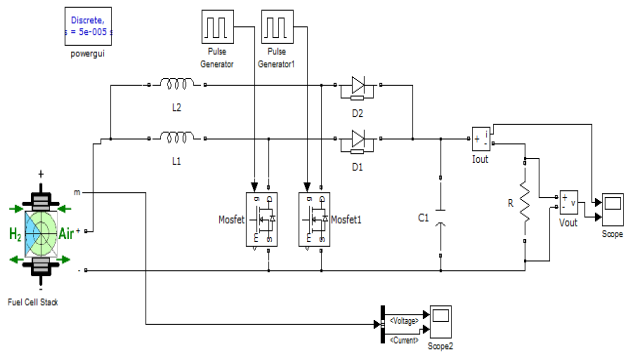 Discrete,
s = 5e-005 s
powergui
Pulse
Generator
Pulse
Generator1
L2
D2
L1
D1
+
i
-
Iout
+
m
Mosfet
Mosfet1
C1
R
+
v
-
Vout
Scope
H2
Air
+
-
-
Fuel Cell Stack
<Voltage>
<Current>
Scope2